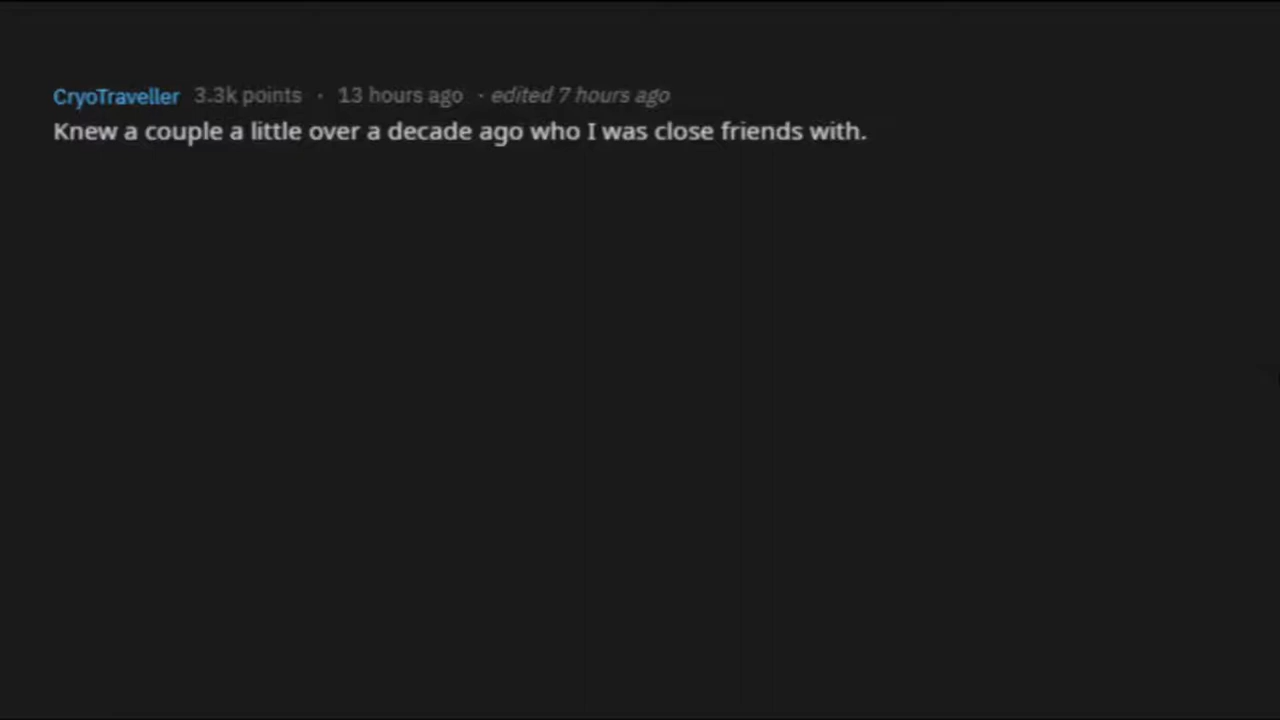 CryoTraveller 3.3k points · 13 hours ago · edited 7 hours ago
Knew a couple a little over a decade ago who I was close friends with.